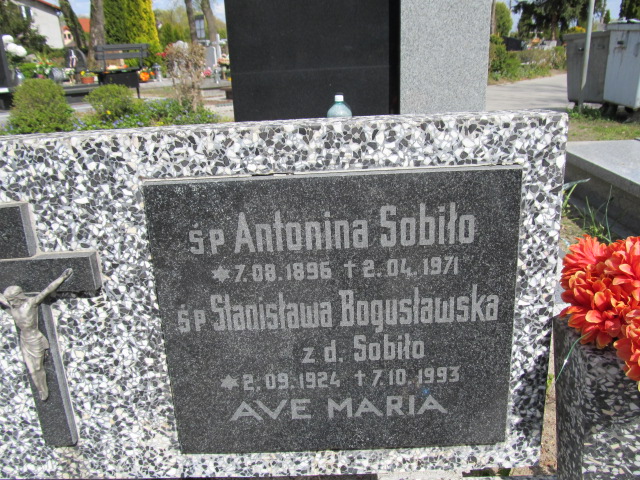 ŚP Antonina Sobiło
*7.08.1896 †2.04.1971
ŚP Stanisława Bogusławska
z d. Sobiło
*2.09.1924 †7.10.1993
AVE MARIA